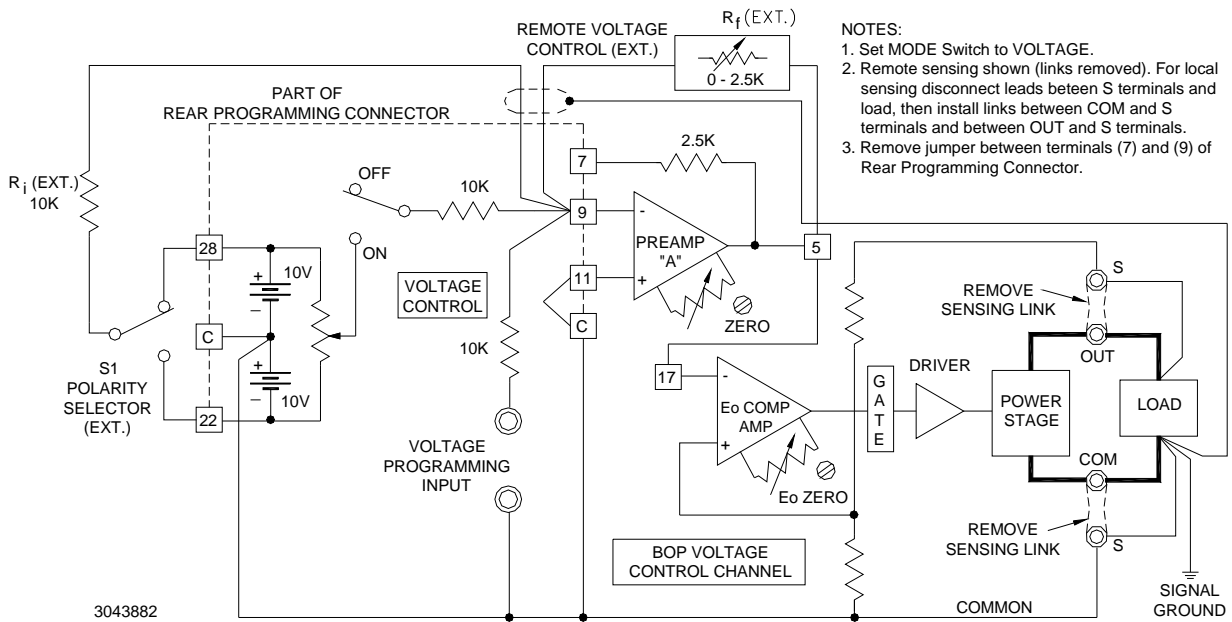 R f (EXT.)
REMOTE VOLTAGE
CONTROL (EXT.)
0 - 2.5K
NOTES:
1. Set MODE Switch to VOLTAGE.
2. Remote sensing shown (links removed). For local
sensing disconnect leads beteen S terminals and
load, then install links between COM and S
terminals and between OUT and S terminals.
3. Remove jumper between terminals (7) and (9) of
Rear Programming Connector.
PART OF
REAR PROGRAMMING CONNECTOR
R i (EXT.)
10K
OFF
ON
10K
7
2.5K
9
-
PREAMP
"A"
+
11
C
ZERO
5
28
+
10V
–
C
+
10V
–
22
S1
POLARITY
SELECTOR
(EXT.)
VOLTAGE
CONTROL
10K
VOLTAGE
PROGRAMMING
INPUT
17
-
Eo COMP
AMP
+
Eo ZERO
GATE
DRIVER
POWER
STAGE
S
REMOVE
SENSING LINK
OUT
LOAD
COM
REMOVE
SENSING LINK
S
BOP VOLTAGE
CONTROL CHANNEL
COMMON
SIGNAL
GROUND
3043882